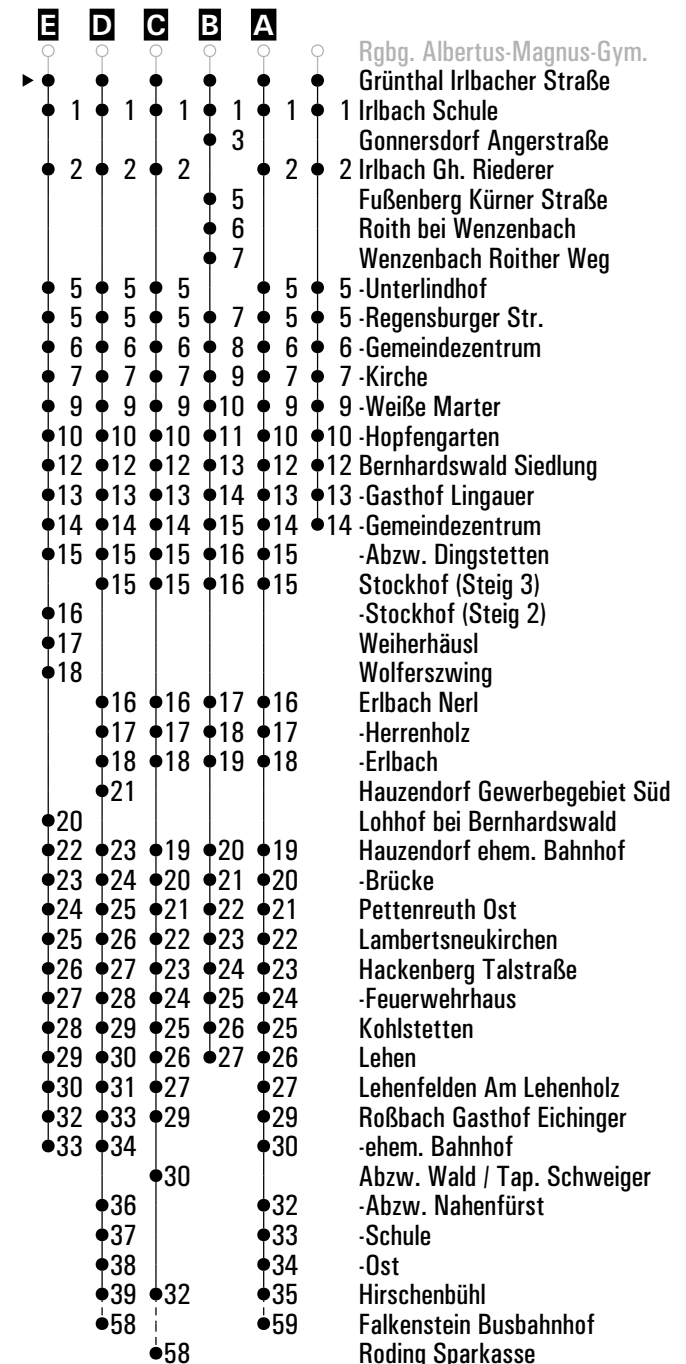 E D C B A
Rgbg. Albertus-Magnus-Gym.
Grünthal Irlbacher Straße
1 1 1 1 1 1 Irlbach Schule
3 Gonnersdorf Angerstraße
2 2 2 2 2 Irlbach Gh. Riederer
5 Fußenberg Kürner Straße
6 Roith bei Wenzenbach
7 Wenzenbach Roither Weg
5 5 5 5 5 -Unterlindhof
5 5 5 7 5 5 -Regensburger Str.
6 6 6 8 6 6 -Gemeindezentrum
7 7 7 9 7 7 -Kirche
9 9 9 10 9 9 -Weiße Marter
10 10 10 11 10 10 -Hopfengarten
12 12 12 13 12 12 Bernhardswald Siedlung
13 13 13 14 13 13 -Gasthof Lingauer
14 14 14 15 14 14 -Gemeindezentrum
15 15 15 16 15 -Abzw. Dingstetten
15 15 16 15 Stockhof (Steig 3)
16 -Stockhof (Steig 2)
17 Weiherhäusl
18 Wolferszwing
16 16 17 16 Erlbach Nerl
17 17 18 17 -Herrenholz
18 18 19 18 -Erlbach
21 Hauzendorf Gewerbegebiet Süd
20 Lohhof bei Bernhardswald
22 23 19 20 19 Hauzendorf ehem. Bahnhof
23 24 20 21 20 -Brücke
24 25 21 22 21 Pettenreuth Ost
25 26 22 23 22 Lambertsneukirchen
26 27 23 24 23 Hackenberg Talstraße
27 28 24 25 24 -Feuerwehrhaus
28 29 25 26 25 Kohlstetten
29 30 26 27 26 Lehen
30 31 27 27 Lehenfelden Am Lehenholz
32 33 29 29 Roßbach Gasthof Eichinger
33 34 30 -ehem. Bahnhof
30 Abzw. Wald / Tap. Schweiger
36 32 -Abzw. Nahenfürst
37 33 -Schule
38 34 -Ost
39 32 35 Hirschenbühl
58 59 Falkenstein Busbahnhof
58 Roding Sparkasse